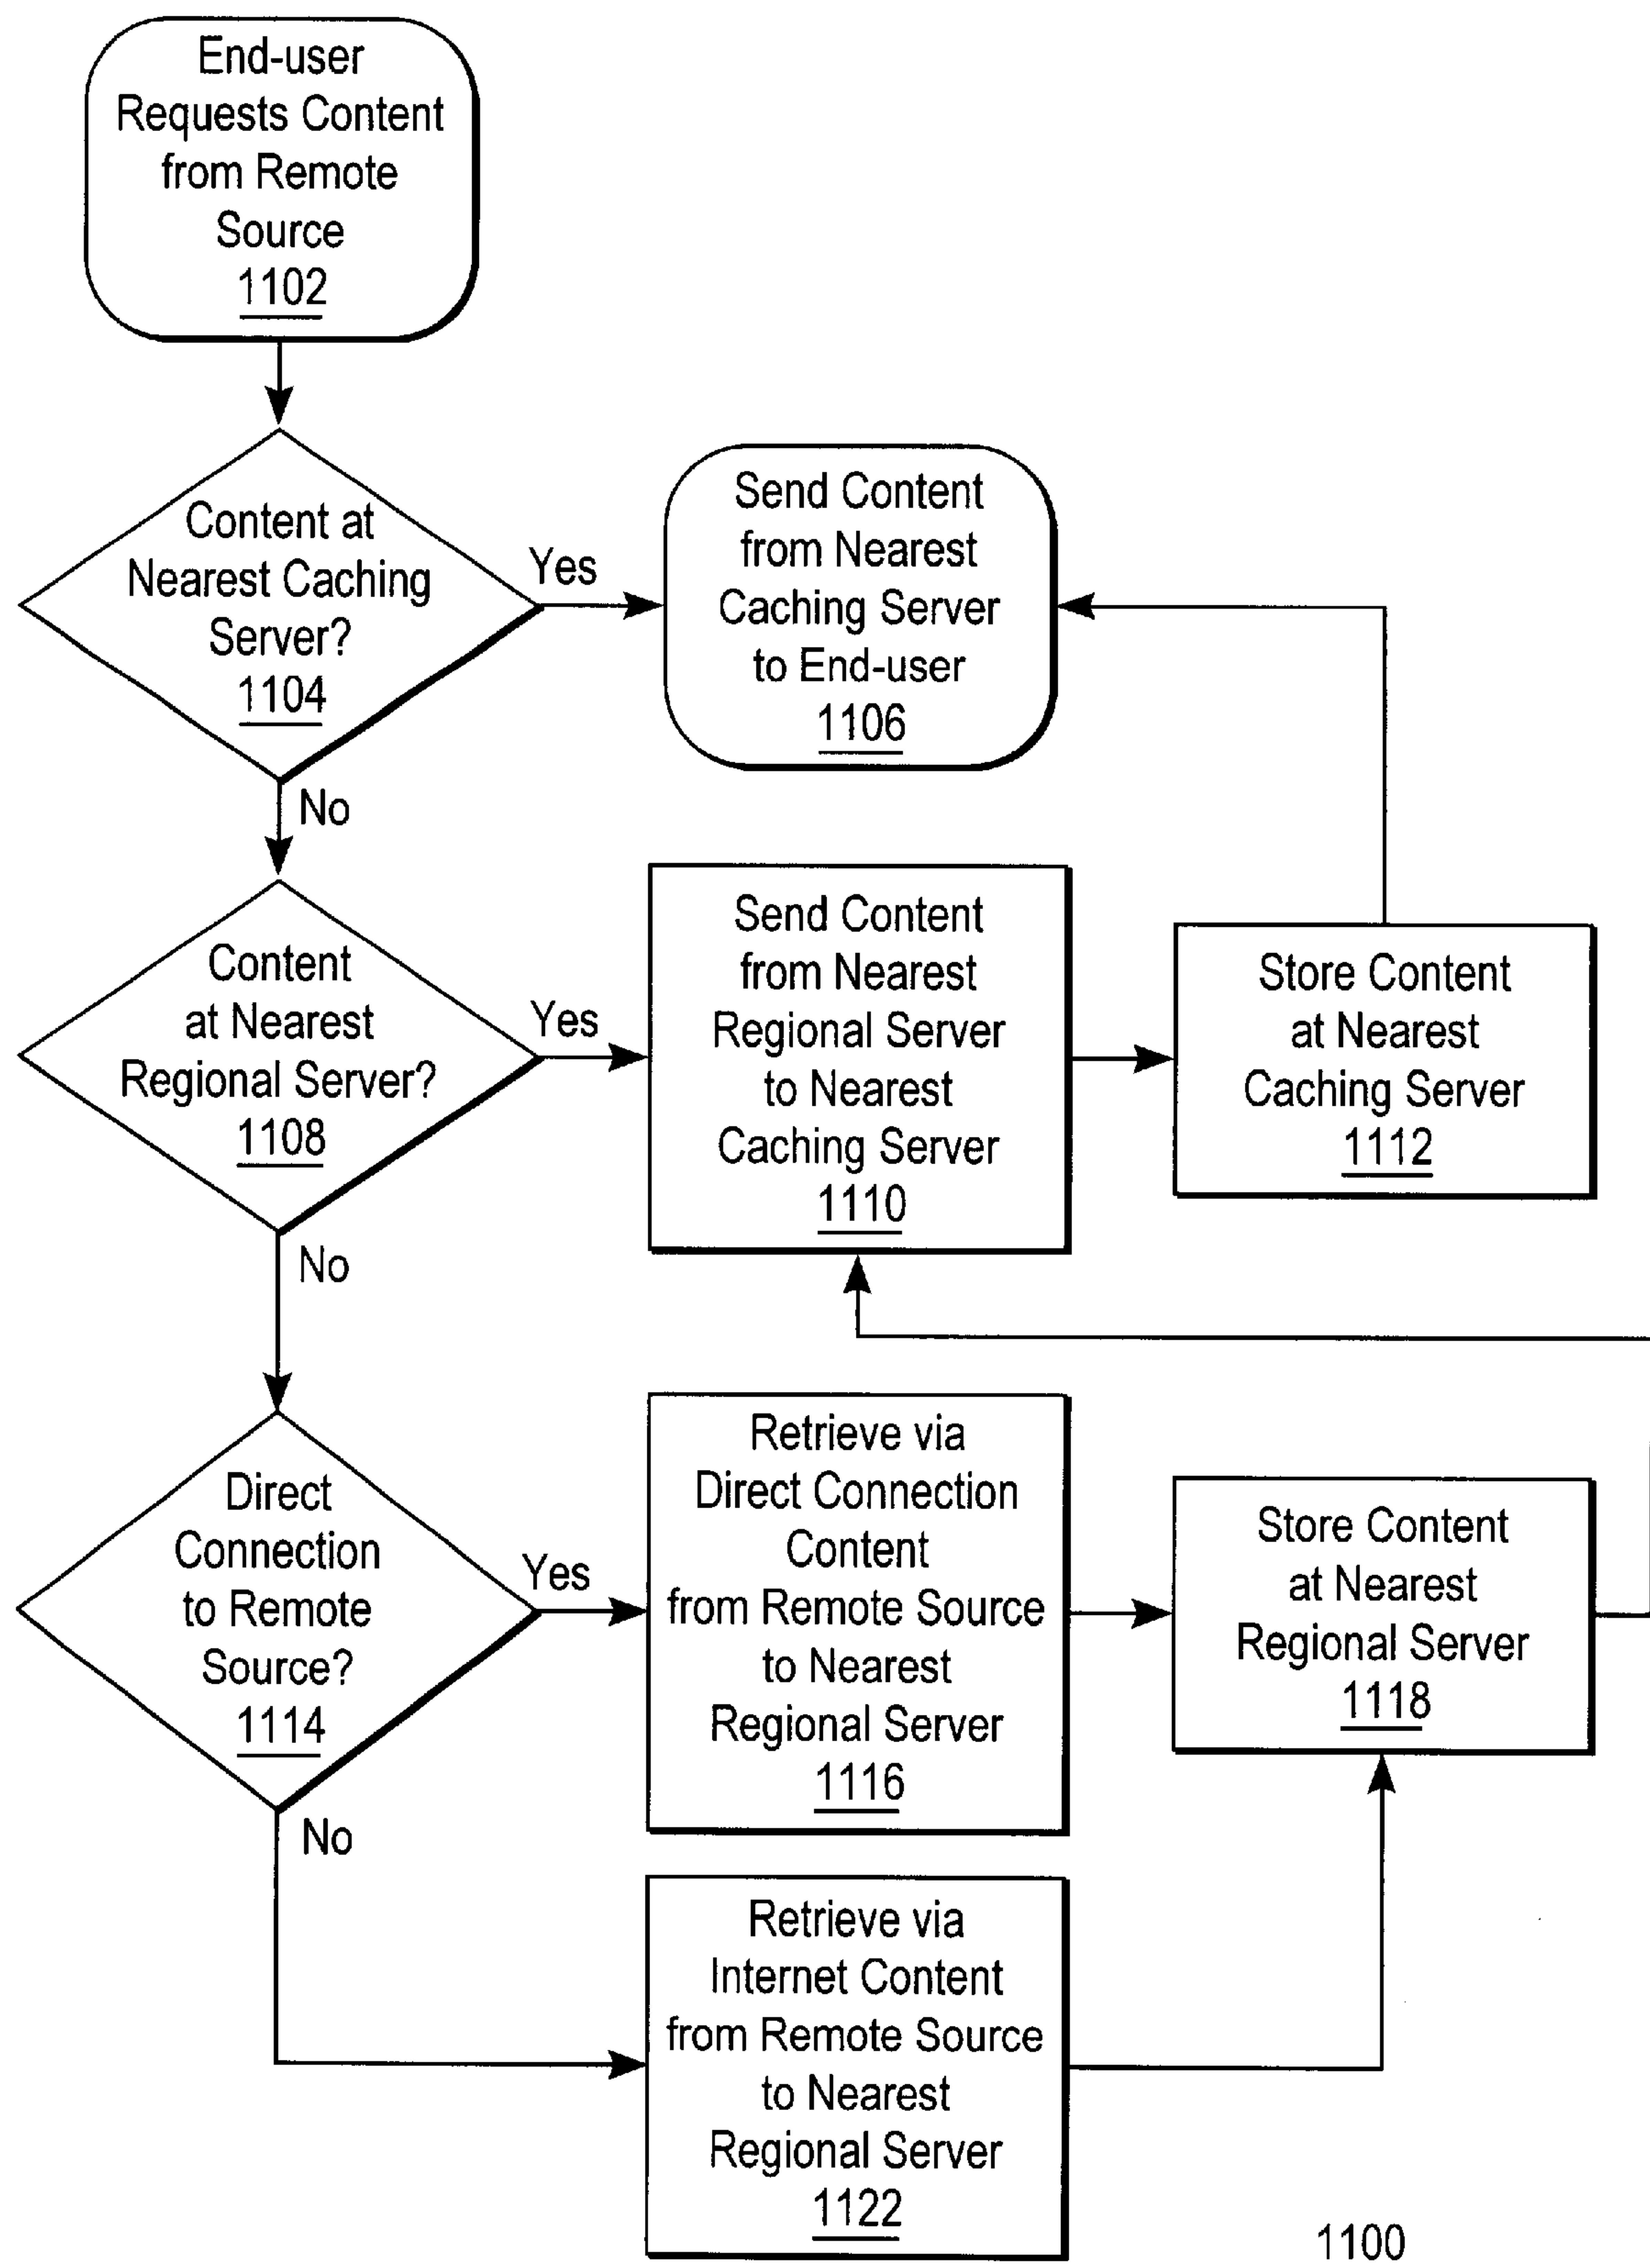 End-user
Requests Content
from Remote
Source
1102
Content at
Nearest Caching
Server?
1104
Yes
No
Send Content
from Nearest
Caching Server
to End-user
1106
Content
at Nearest
Regional Server?
1108
Yes
No
Send Content
from Nearest
Regional Server
to Nearest
Caching Server
1110
Store Content
at Nearest
Caching Server
1112
Direct
Connection
to Remote
Source?
1114
Yes
No
Retrieve via
Direct Connection
Content
from Remote Source
to Nearest
Regional Server
1116
Store Content
at Nearest
Regional Server
1118
Retrieve via
Internet Content
from Remote Source
to Nearest
Regional Server
1122
1100